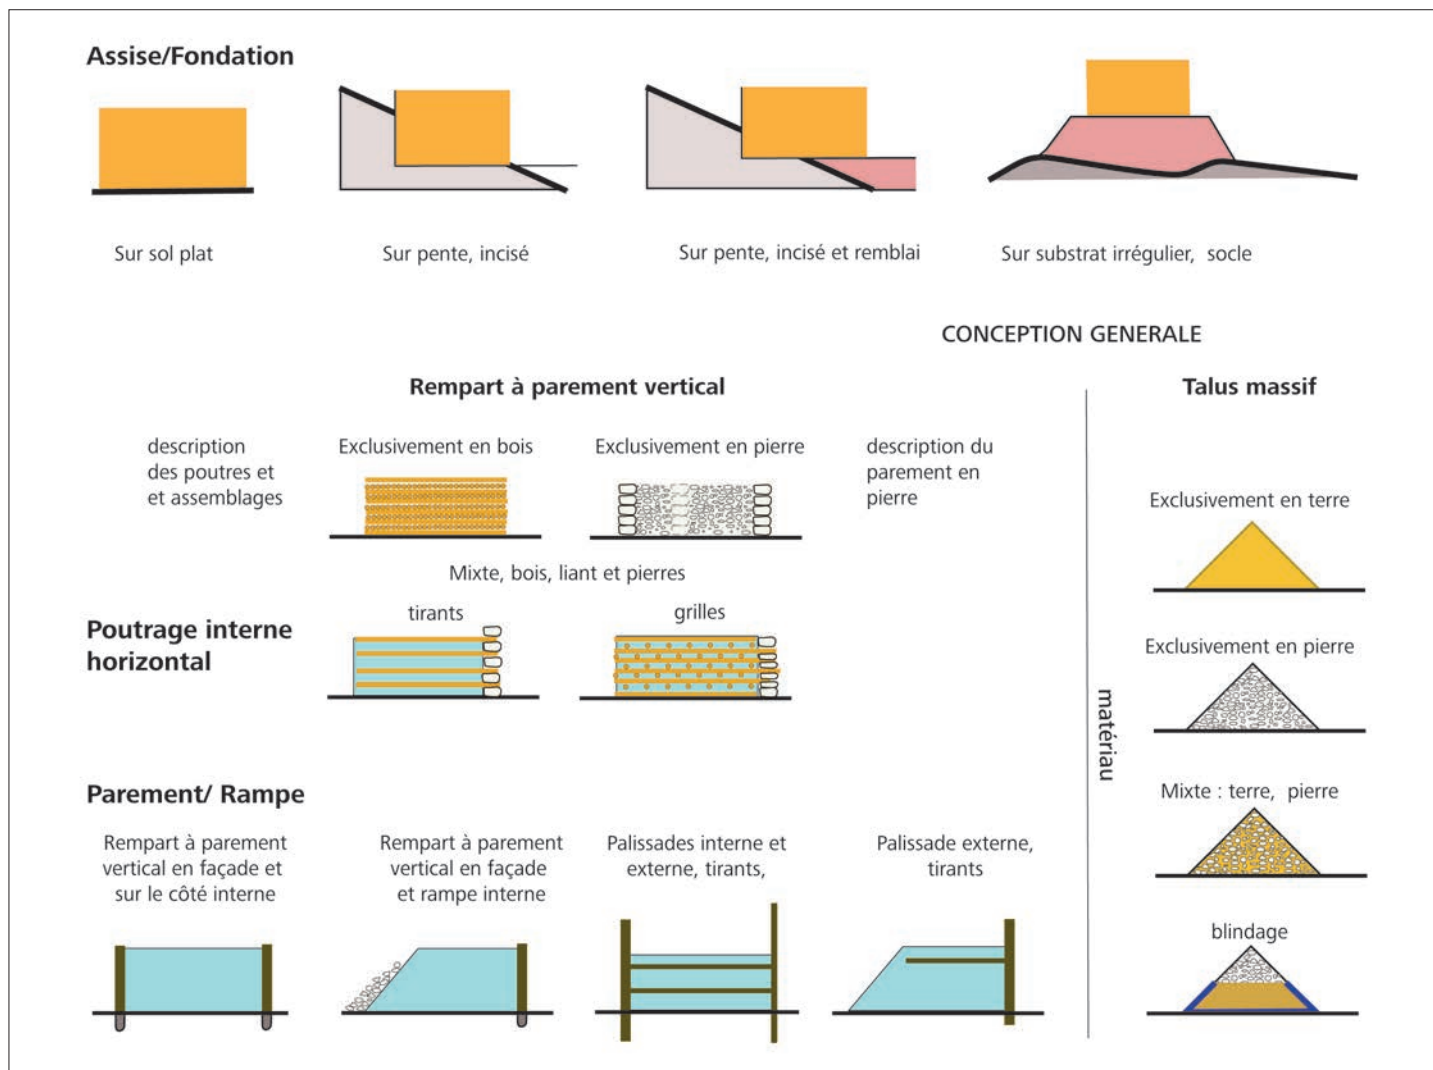 Assise/Fondation
Sur sol plat
Sur pente, incisé
Sur pente, incisé et remblai
Sur substrat irrégulier, socle
CONCEPTION GENERALE
Rempart à parement vertical
Talus massif
description
des poutres et
et assemblages
Exclusivement en bois
Exclusivement en pierre
description du
parement en
pierre
Mixte, bois, liant et pierres
Poutrage interne
horizontal
tirants
grilles
Parement/ Rampe
Rempart à parement
vertical en façade et
sur le côté interne
Rempart à parement
vertical en façade
et rampe interne
Palissades interne et
externe, tirants,
Palissade externe,
tirants
matériau
Exclusivement en terre
Exclusivement en pierre
Mixte : terre, pierre
blindage